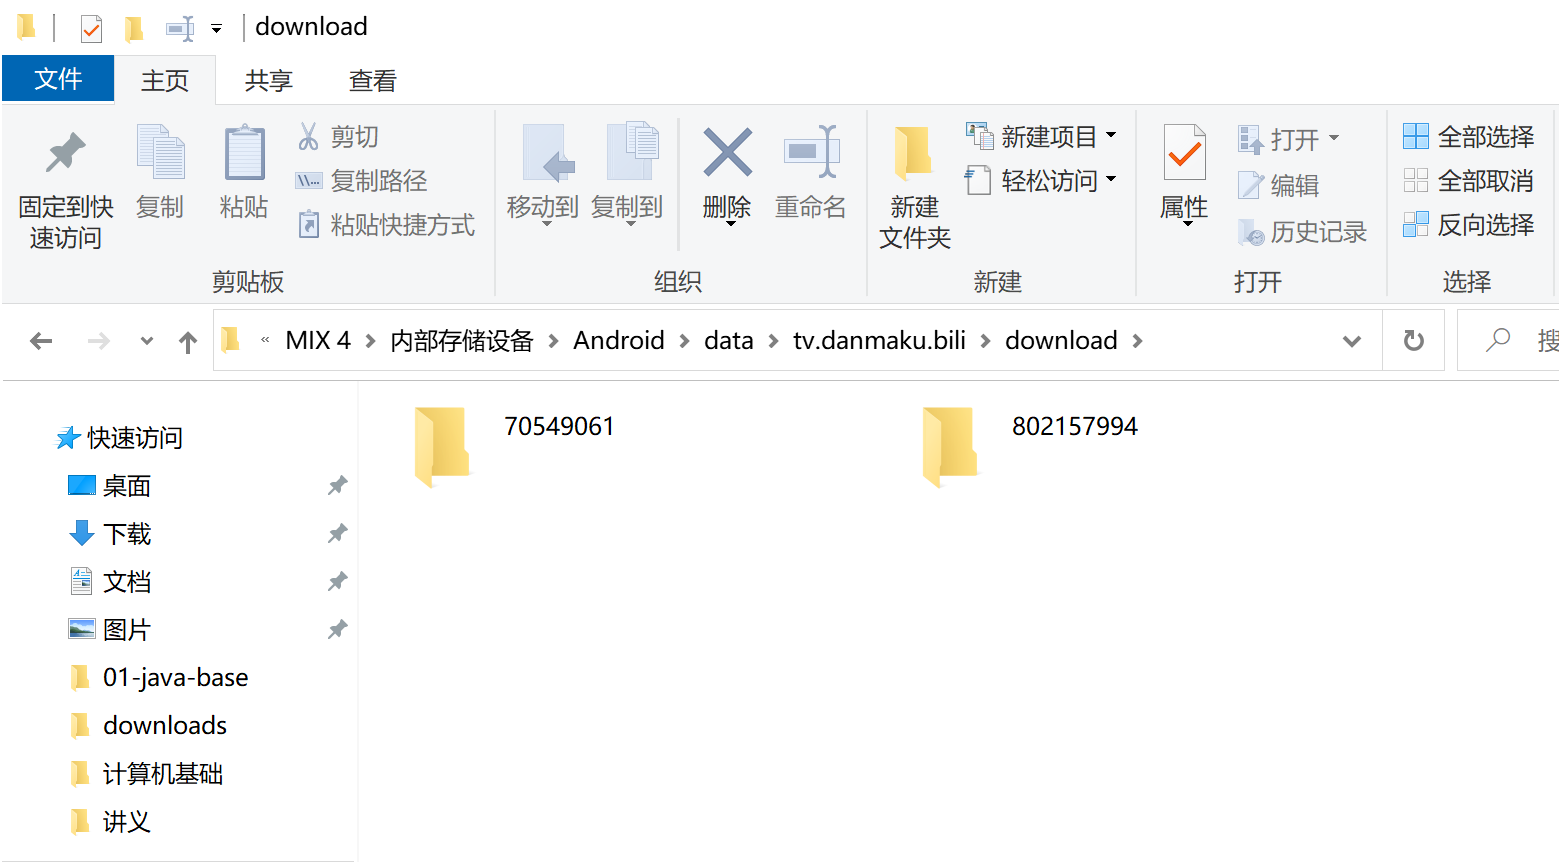 download
文件 主页 共享 查看
固定到快速访问
复制
粘贴
剪切
复制路径
粘贴快捷方式
剪贴板
移动到
复制到
删除
重命名
组织
新建文件夹
新建项目
轻松访问
新建
属性
打开
编辑
历史记录
打开
全部选择
全部取消
反向选择
选择
« MIX 4 > 内部存储设备 > Android > data > tv.danmaku.bili > download >
快速访问
桌面
下载
文档
图片
01-java-base
downloads
计算机基础
讲义
70549061
802157994